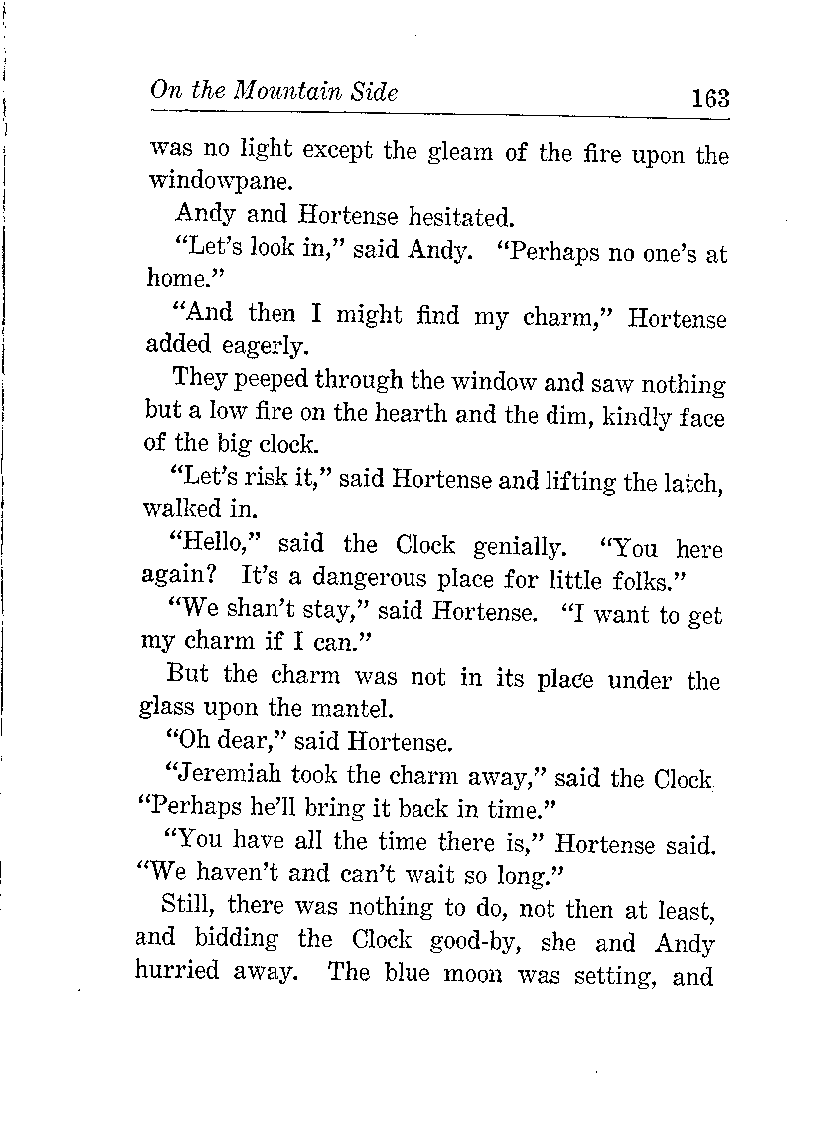 On the Mountain Side 163
was no light except the gleam of the fire upon the
windowpane.
Andy and Hortense hesitated.
“Let’s look in,” said Andy. “Perhaps no one’s at
home.”
“And then I might find my charm,” Hortense
added eagerly.
They peeped through the window and saw nothing
but a low fire on the hearth and the dim, kindly face
of the big clock.
“Let’s risk it,” said Hortense and lifting the latch,
walked in.
“Hello,” said the Clock genially. “You here
again? It’s a dangerous place for little folks.”
“We shan’t stay,” said Hortense. “I want to get
my charm if I can.”
But the charm was not in its place under the
glass upon the mantel.
“Oh dear,” said Hortense.
“Jeremiah took the charm away,” said the Clock.
“Perhaps he’ll bring it back in time.”
“You have all the time there is,” Hortense said.
“We haven’t and can’t wait so long.”
Still, there was nothing to do, not then at least,
and bidding the Clock good-by, she and Andy
hurried away. The blue moon was setting, and